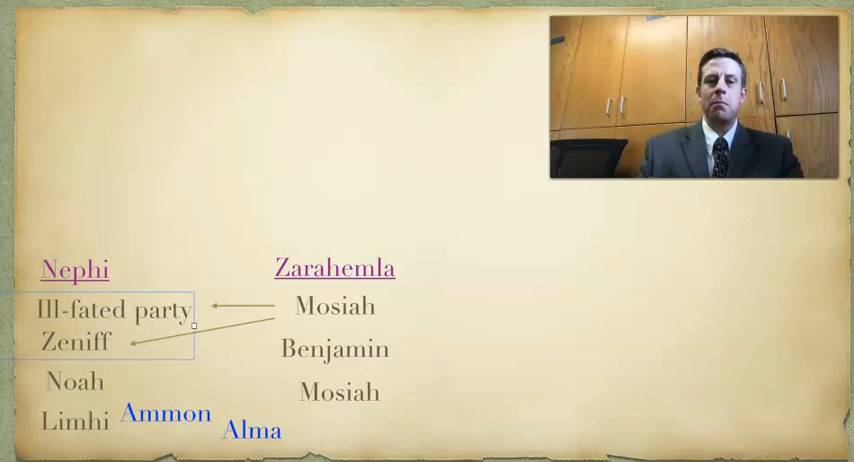 Nephi
Ill-fated party
Zeniff
Noah
Limhi Ammon
Alma
Zarahemla
Mosiah
Benjamin
Mosiah